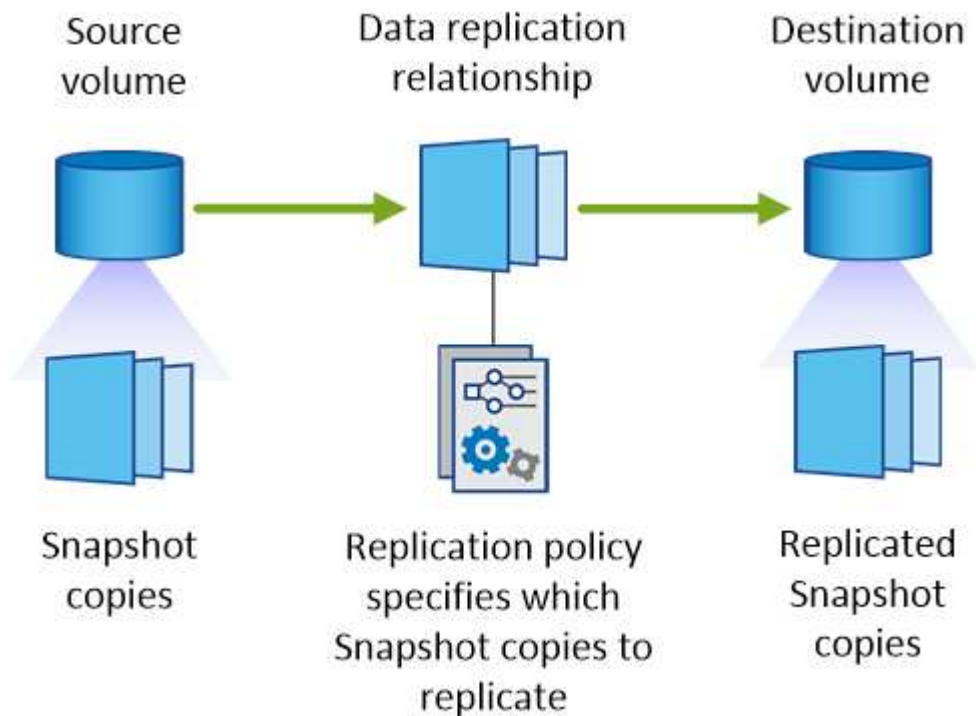 Source
volume
Data replication
relationship
Destination
volume
Snapshot
copies
Replication policy
specifies which
Snapshot copies to
replicate
Replicated
Snapshot
copies